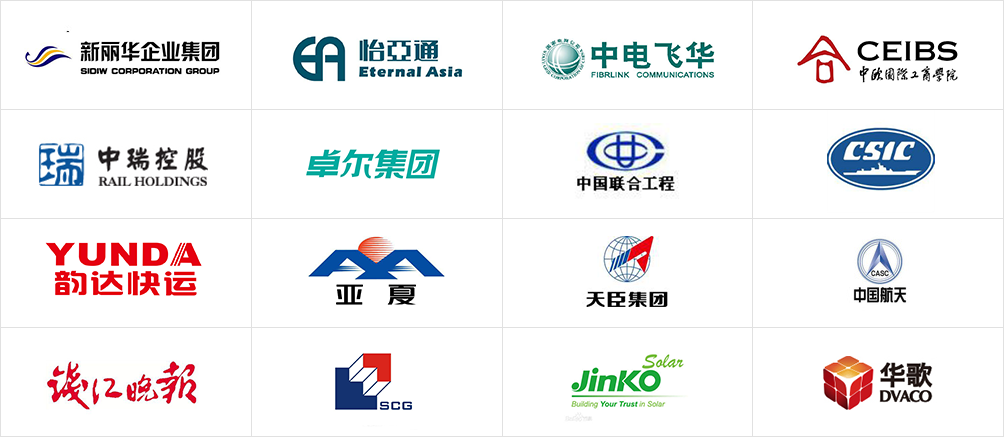 新丽华企业集团
SIDIW CORPORATION GROUP
EA
怡亞通
Eternal Asia
中电飞华
FIBRLINK COMMUNICATIONS
CEIBS
中欧国际工商學院
瑞
中瑞控股
RAIL HOLDINGS
卓尔集团
中国联合工程
CSIC
YUNDA
韵达快运
亚夏
天臣集团
CASC
中国航天
钱江晚報
SCG
Solar
JinKO
Building Your Trust in Solar
华歌
DVACO